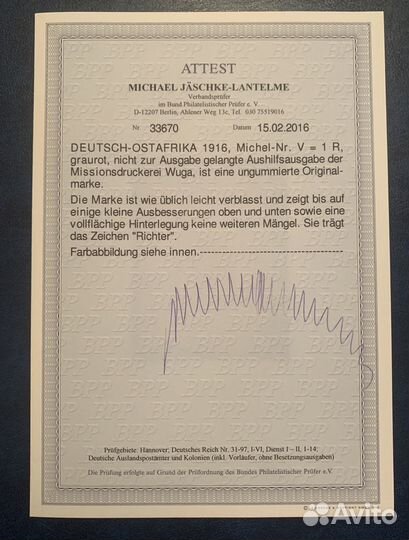 ATTEST
MICHAEL JÄSCHKE-LANTELME
Verbandsprüfer
im Bund Philatelistischer Prüfer e. V.
D-12207 Berlin, Ahlener Weg 13c, Tel. 030 75519016
Nr. 33670 Datum 15.02.2016
DEUTSCH-OSTAFRIKA 1916, Michel-Nr. V = 1 R,
graurot, nicht zur Ausgabe gelangte Aushilfsausgabe der
Missionsdruckerei Wuga, ist eine ungummierte Original-
marke.
Die Marke ist wie üblich leicht verblasst und zeigt bis auf
einige kleine Ausbesserungen oben und unten sowie eine
vollflächige Hinterlegung keine weiteren Mängel. Sie trägt
das Zeichen "Richter".
Farbabbildung siehe innen.------------------------------------
Prüfgebiete: Hannover; Deutsches Reich Nr. 31-97, I-VI, Dienst I – II, 1-14;
Deutsche Auslandspostämter und Kolonien (inkl. Vorläufer, ohne Besetzungsausgaben)
Die Prüfung erfolgte auf Grund der Prüfordnung des Bundes Philatelistischer Prüfer e.V.
Avito